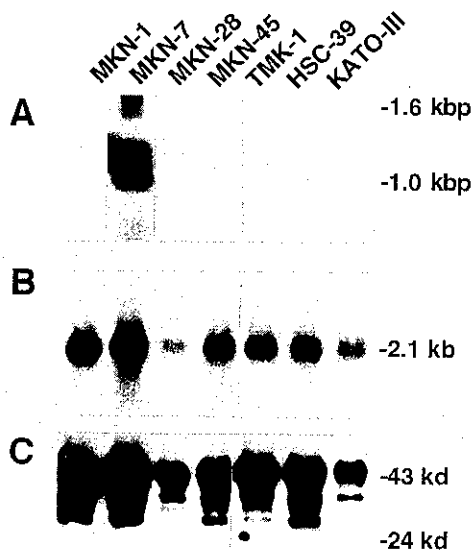 MKN-1 MKN-7 MKN-28 MKN-45 TMK-1 HSC-39 KATO-III
A
-1.6 kbp
-1.0 kbp
B
-2.1 kb
C
-43 kd
-24 kd